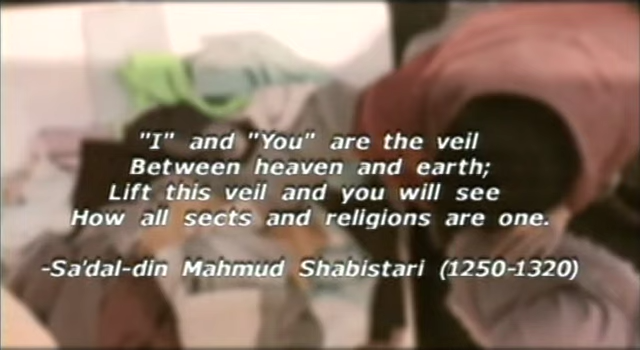 "I" and "You" are the veil
Between heaven and earth;
Lift this veil and you will see
How all sects and religions are one.
-Sa'dal-din Mahmud Shabistari (1250-1320)